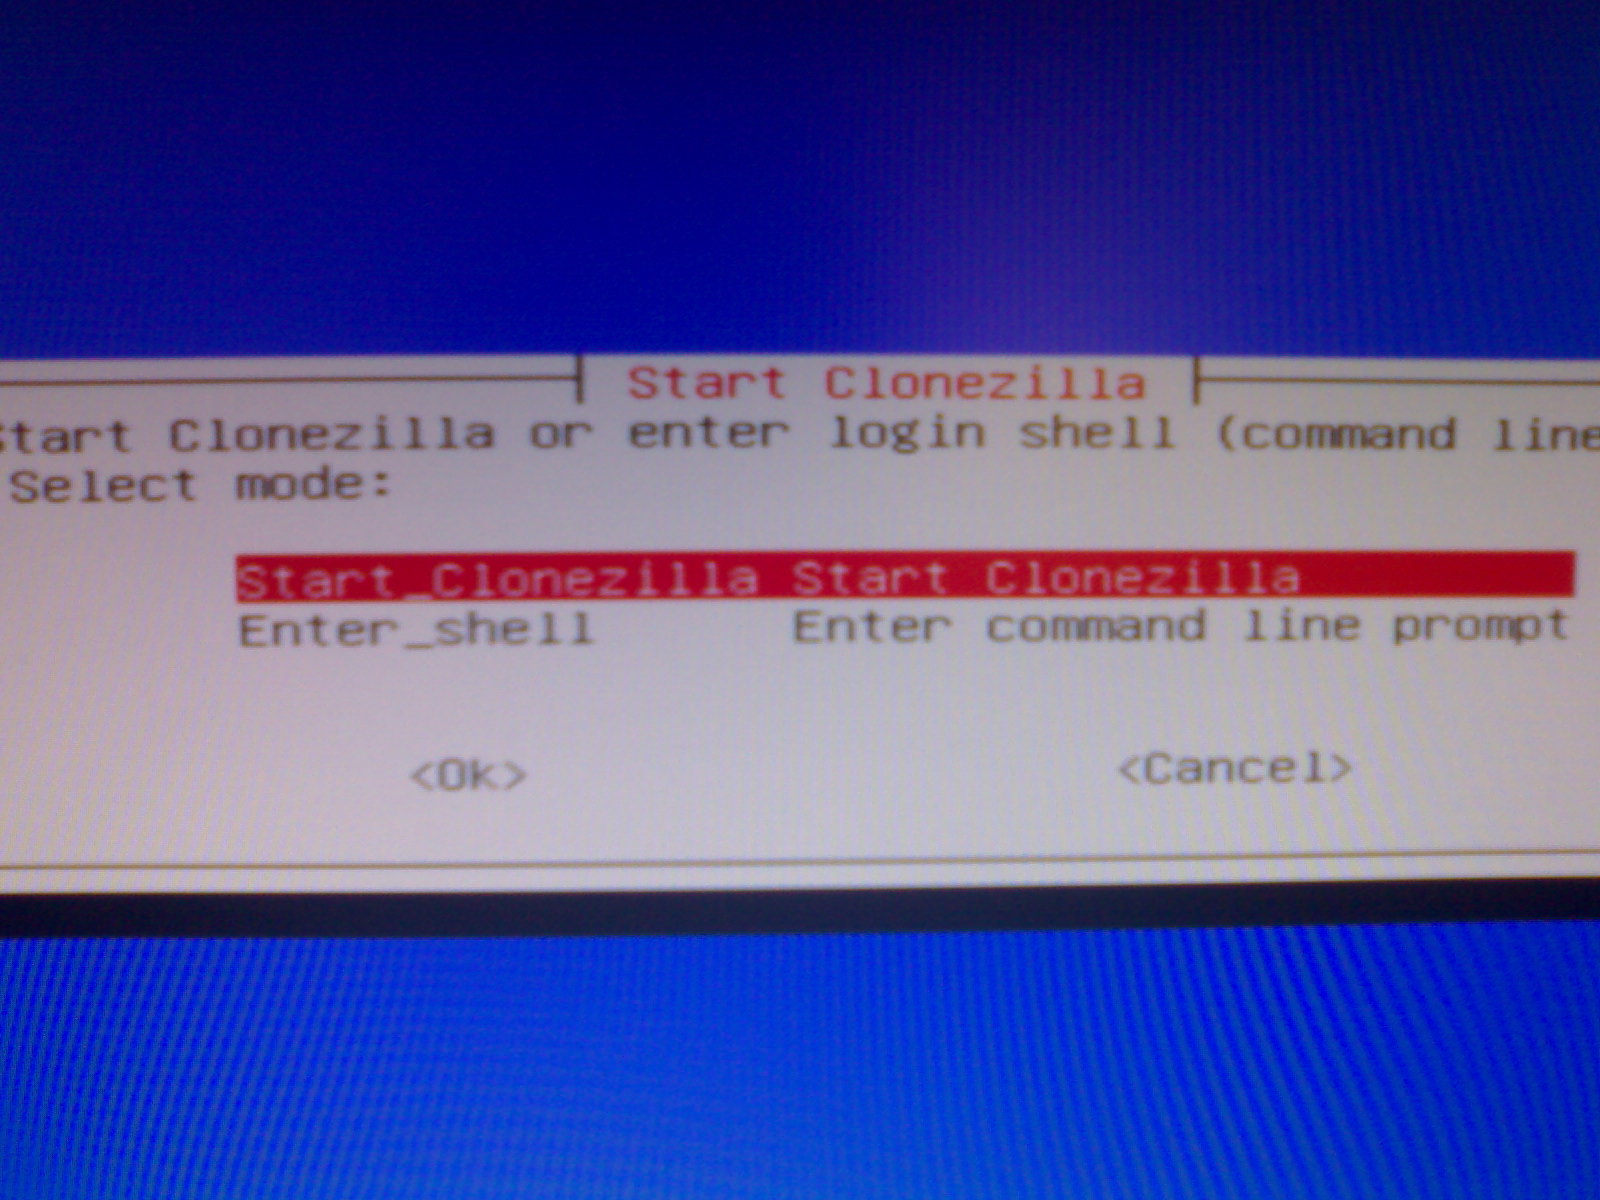 Start Clonezilla
Start Clonezilla or enter login shell (command line
Select mode:
Start_Clonezilla Start Clonezilla
Enter_shell Enter command line prompt
<Ok> <Cancel>